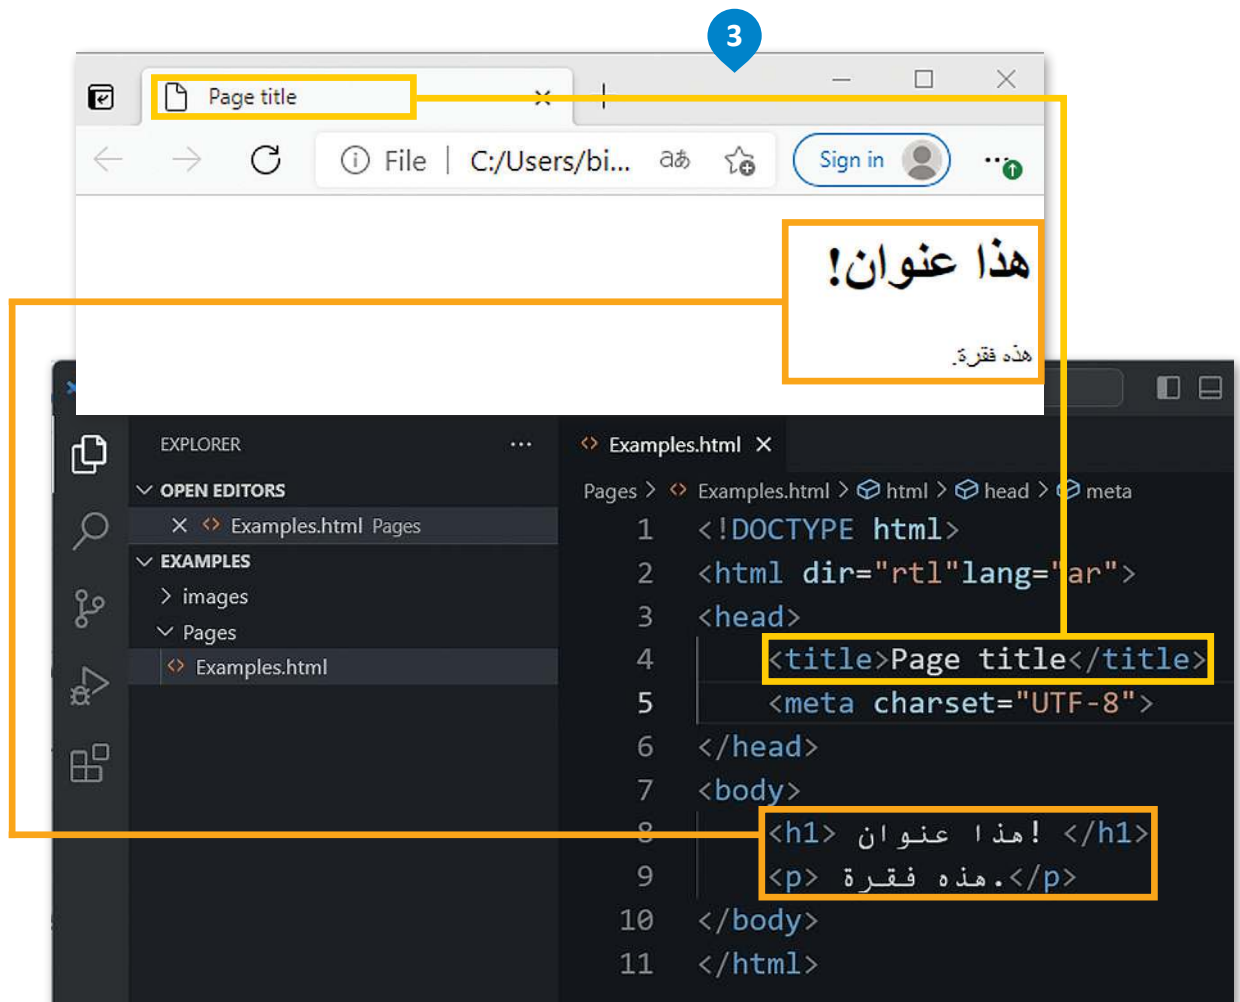 3
Page title
File | C:/Users/bi... aあ Sign in
هذا عنوان!
هذه فقرة.
EXPLORER ...
OPEN EDITORS
Examples.html Pages
EXAMPLES
images
Pages
Examples.html
Examples.html
Pages > Examples.html > html > head > meta
1 <!DOCTYPE html>
2 <html dir="rtl"lang="ar">
3 <head>
4 <title>Page title</title>
5 <meta charset="UTF-8">
6 </head>
7 <body>
8 <h1> هذا عنوان! </h1>
9 <p> هذه فقرة.</p>
10 </body>
11 </html>